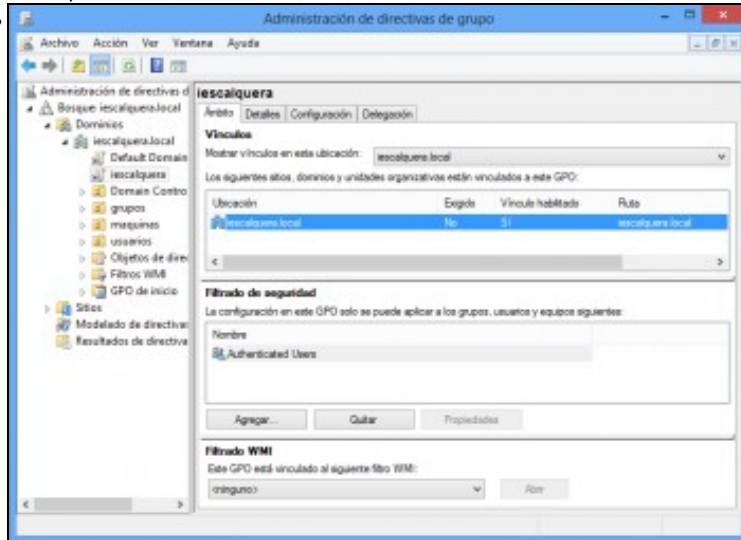 Administración de directivas de grupo
Archivo Acción Ver Ventana Ayuda
Administración de directivas d
Bosque: iescalquera.local
Dominios
iescalquera.local
Default Domain
iescalquera
Domain Contro
grupos
maquinas
usuarios
Objetos de direc
Filtros WMI
GPO de inicio
Sitios
Modelado de directivas
Resultados de directiva
iescalquera
Ámbito Detalles Configuración Delegación
Vínculos
Mostrar vínculos en esta ubicación: iescalquera.local
Los siguientes sitios, dominios y unidades organizativas están vinculados a este GPO:
Ubicación Exigido Vínculo habilitado Ruta
iescalquera.local No Sí iescalquera.local
Filtrado de seguridad
La configuración en este GPO solo se puede aplicar a los grupos, usuarios y equipos siguientes:
Nombre
Authenticated Users
Agregar... Quitar Propiedades
Filtrado WMI
Este GPO está vinculado al siguiente filtro WMI:
<ninguno> Abrir